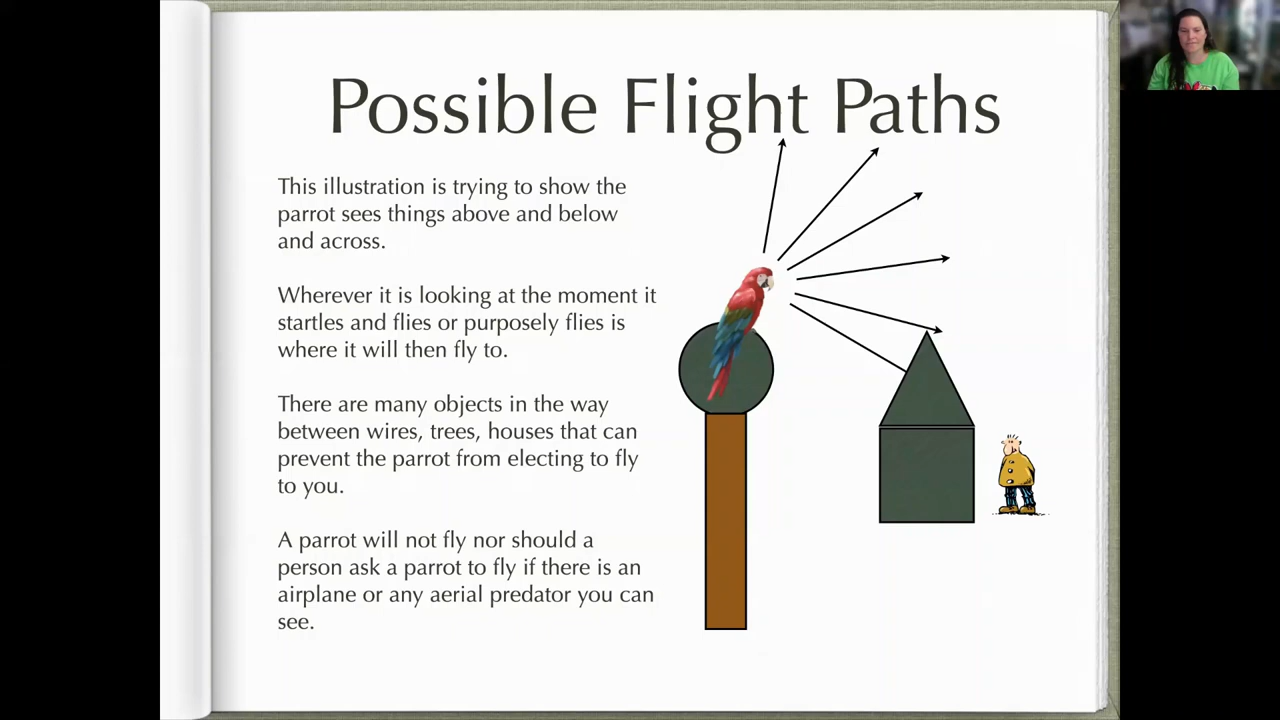 Possible Flight Paths
This illustration is trying to show the
parrot sees things above and below
and across.
Wherever it is looking at the moment it
startles and flies or purposely flies is
where it will then fly to.
There are many objects in the way
between wires, trees, houses that can
prevent the parrot from electing to fly
to you.
A parrot will not fly nor should a
person ask a parrot to fly if there is an
airplane or any aerial predator you can
see.